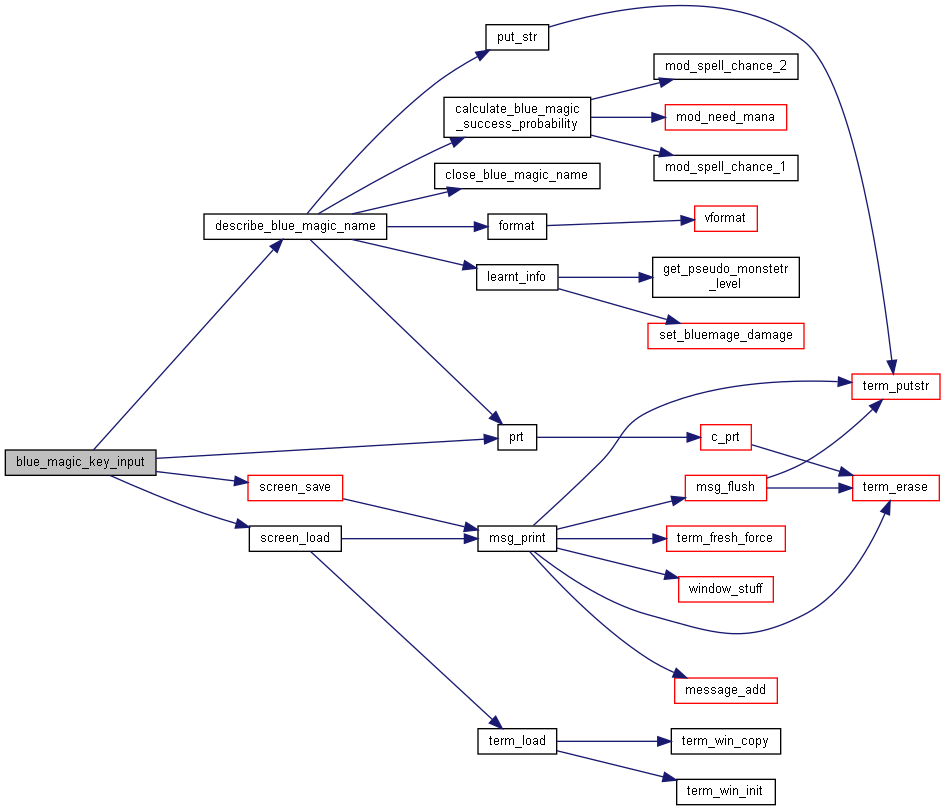 put_str
mod_spell_chance_2
calculate_blue_magic
_success_probability
mod_need_mana
mod_spell_chance_1
close_blue_magic_name
describe_blue_magic_name
format
vformat
learnt_info
get_pseudo_monstetr
_level
set_bluemage_damage
term_putstr
prt
c_prt
blue_magic_key_input
screen_save
msg_flush
term_erase
screen_load
msg_print
term_fresh_force
window_stuff
message_add
term_load
term_win_copy
term_win_init